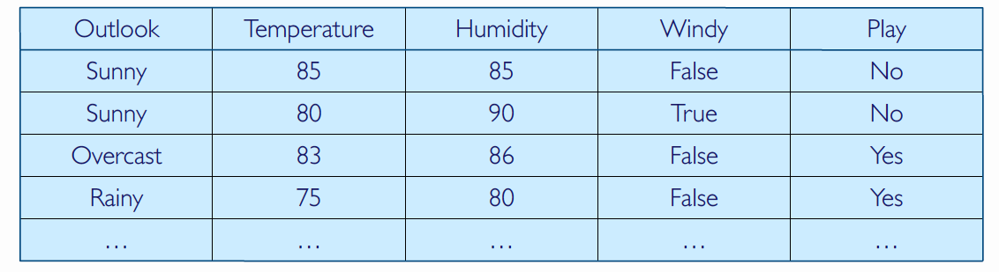 Outlook Temperature Humidity Windy Play
Sunny 85 85 False No
Sunny 80 90 True No
Overcast 83 86 False Yes
Rainy 75 80 False Yes
… … … … …